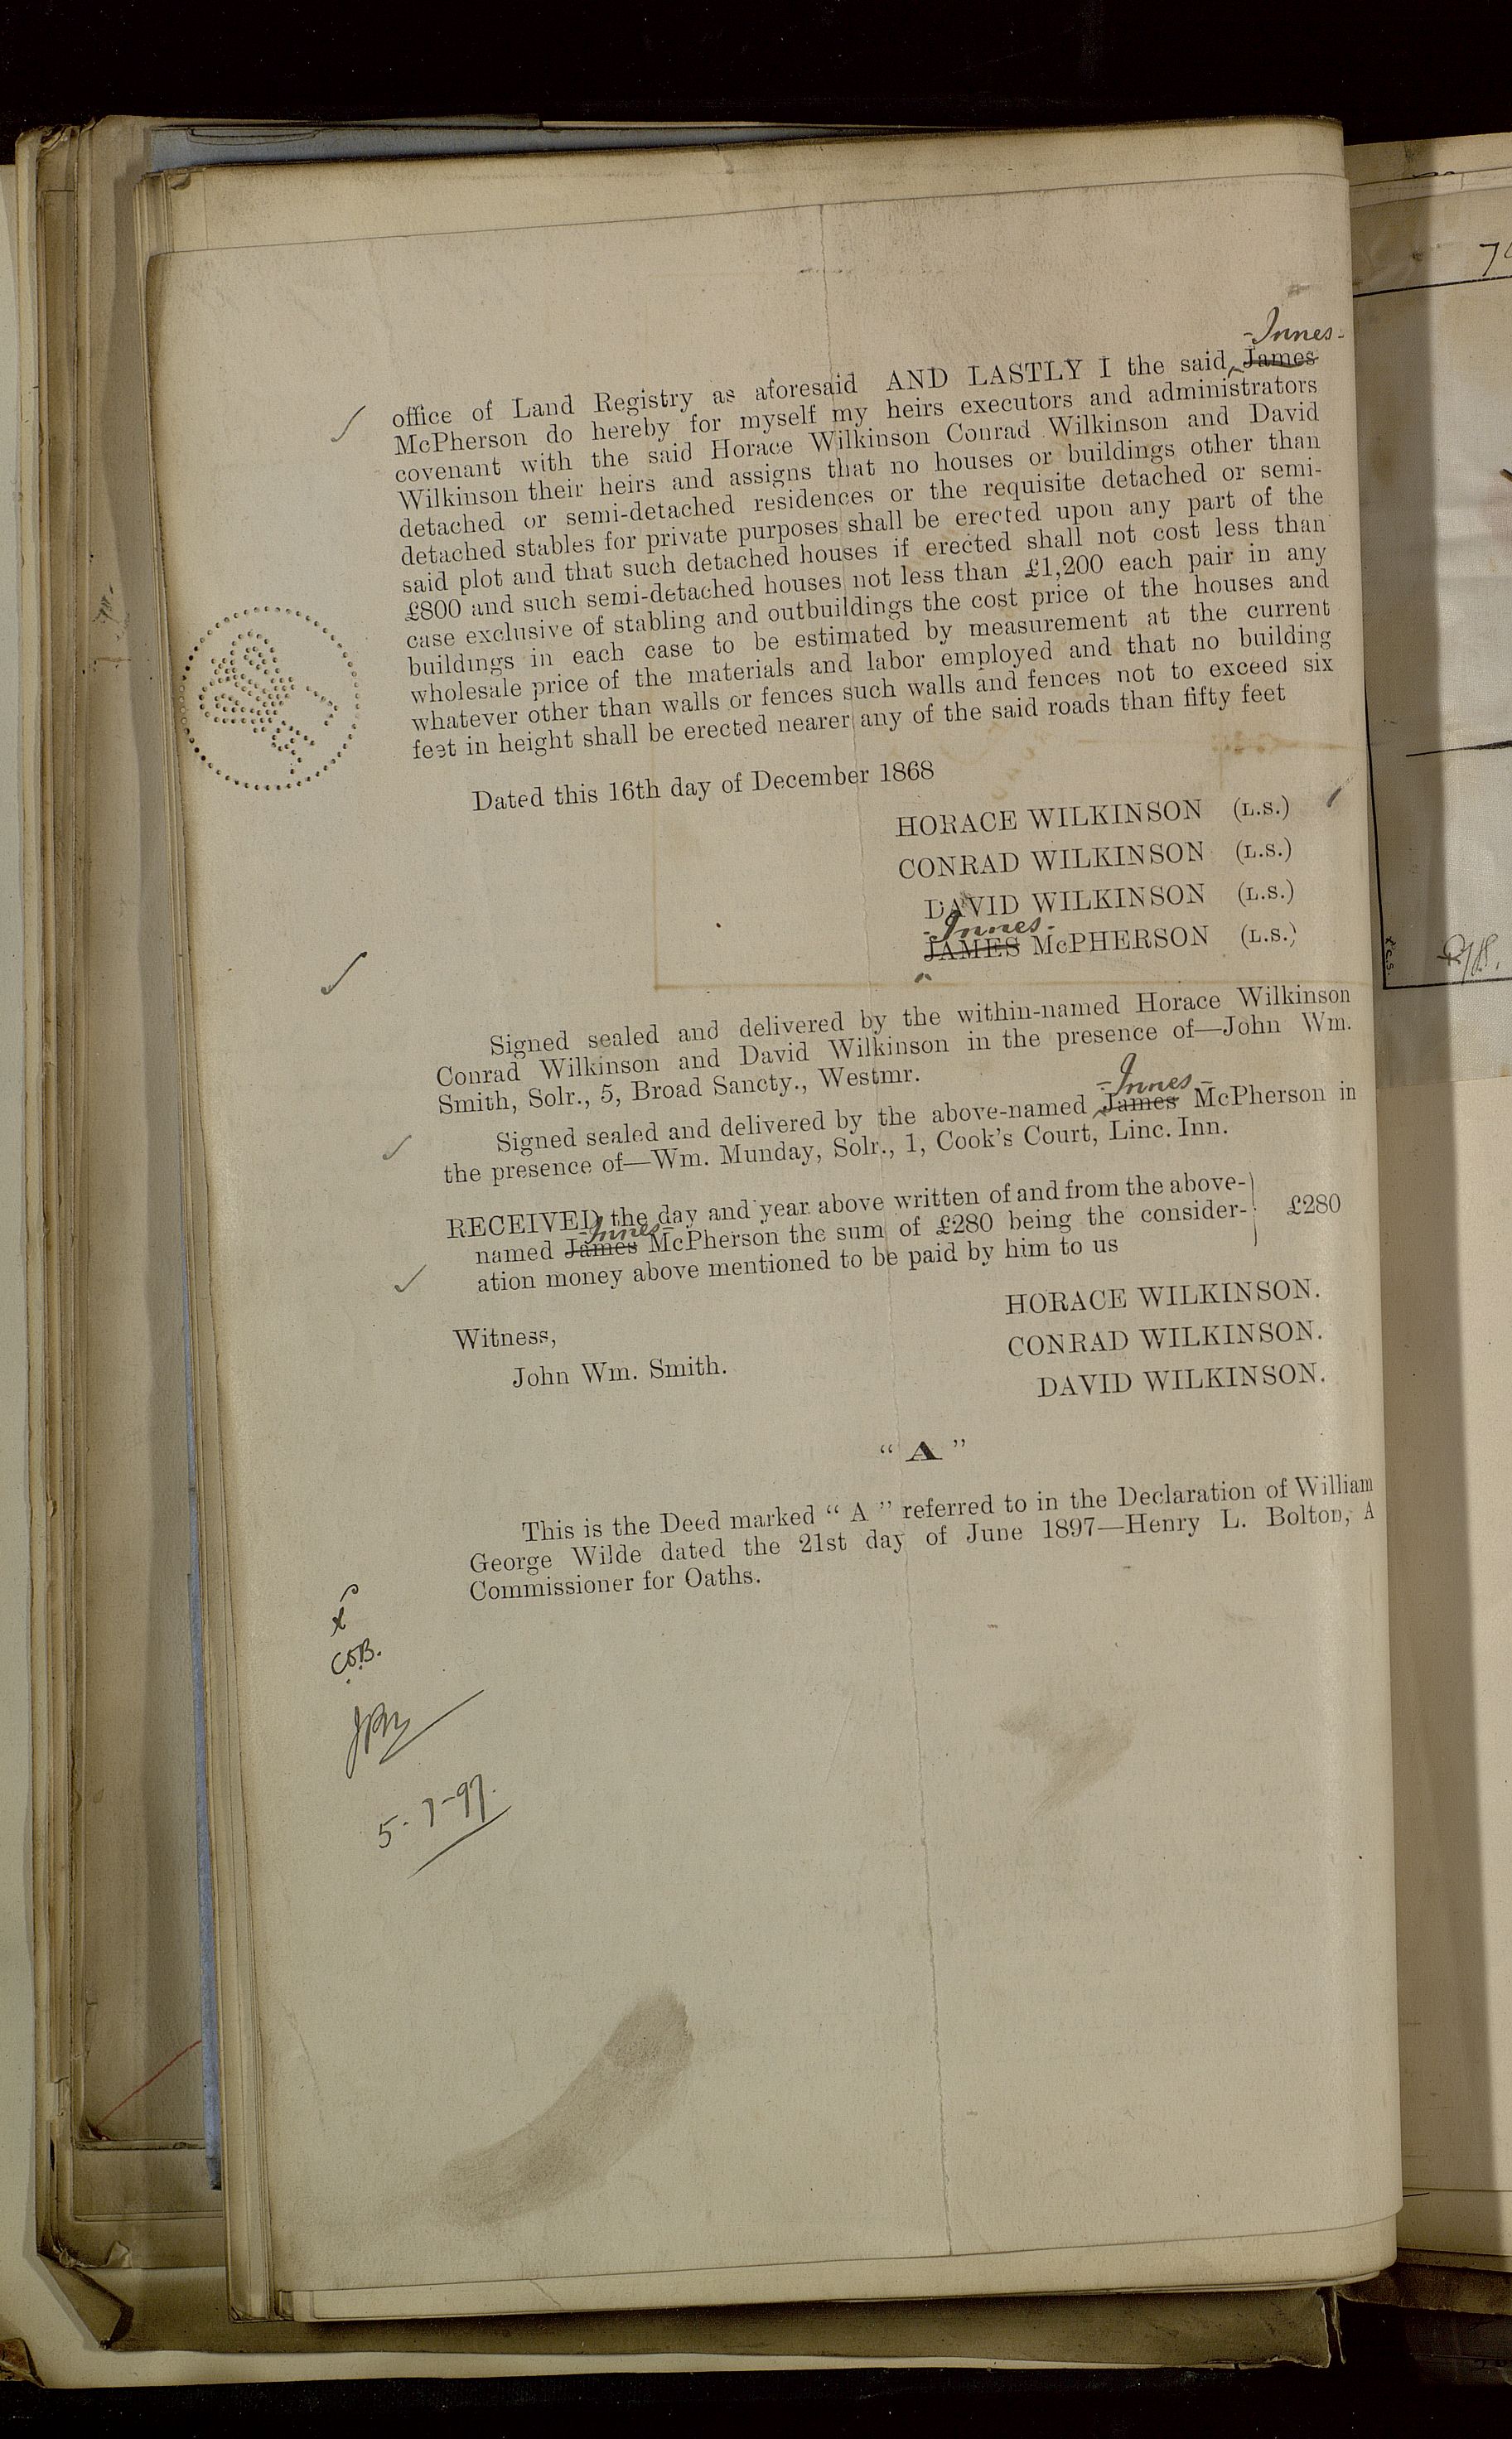 -Innes-
office of Land Registry as aforesaid AND LASTLY I the said James
McPherson do hereby for myself my heirs executors and administrators
covenant with the said Horace Wilkinson Conrad Wilkinson and David
Wilkinson their heirs and assigns that no houses or buildings other than
detached or semi-detached residences or the requisite detached or semi-
detached stables for private purposes shall be erected upon any part of the
said plot and that such detached houses if erected shall not cost less than
£800 and such semi-detached houses not less than £1,200 each pair in any
case exclusive of stabling and outbuildings the cost price of the houses and
buildings in each case to be estimated by measurement at the current
wholesale price of the materials and labor employed and that no building
whatever other than walls or fences such walls and fences not to exceed six
feet in height shall be erected nearer any of the said roads than fifty feet
Dated this 16th day of December 1868
HORACE WILKINSON (L.S.)
CONRAD WILKINSON (L.S.)
DAVID WILKINSON (L.S.)
-Innes-
JAMES McPHERSON (L.S.)
Signed sealed and delivered by the within-named Horace Wilkinson
Conrad Wilkinson and David Wilkinson in the presence of—John Wm.
Smith, Solr., 5, Broad Sancty., Westmr.
-Innes-
Signed sealed and delivered by the above-named James McPherson in
the presence of—Wm. Munday, Solr., 1, Cook's Court, Linc. Inn.
RECEIVED the day and year above written of and from the above-
-Innes-
named James McPherson the sum of £280 being the consider- £280
ation money above mentioned to be paid by him to us
HORACE WILKINSON.
Witness,
CONRAD WILKINSON.
John Wm. Smith.
DAVID WILKINSON.
“ A ”
This is the Deed marked “ A ” referred to in the Declaration of William
George Wilde dated the 21st day of June 1897—Henry L. Bolton, A
Commissioner for Oaths.
5-7-97.